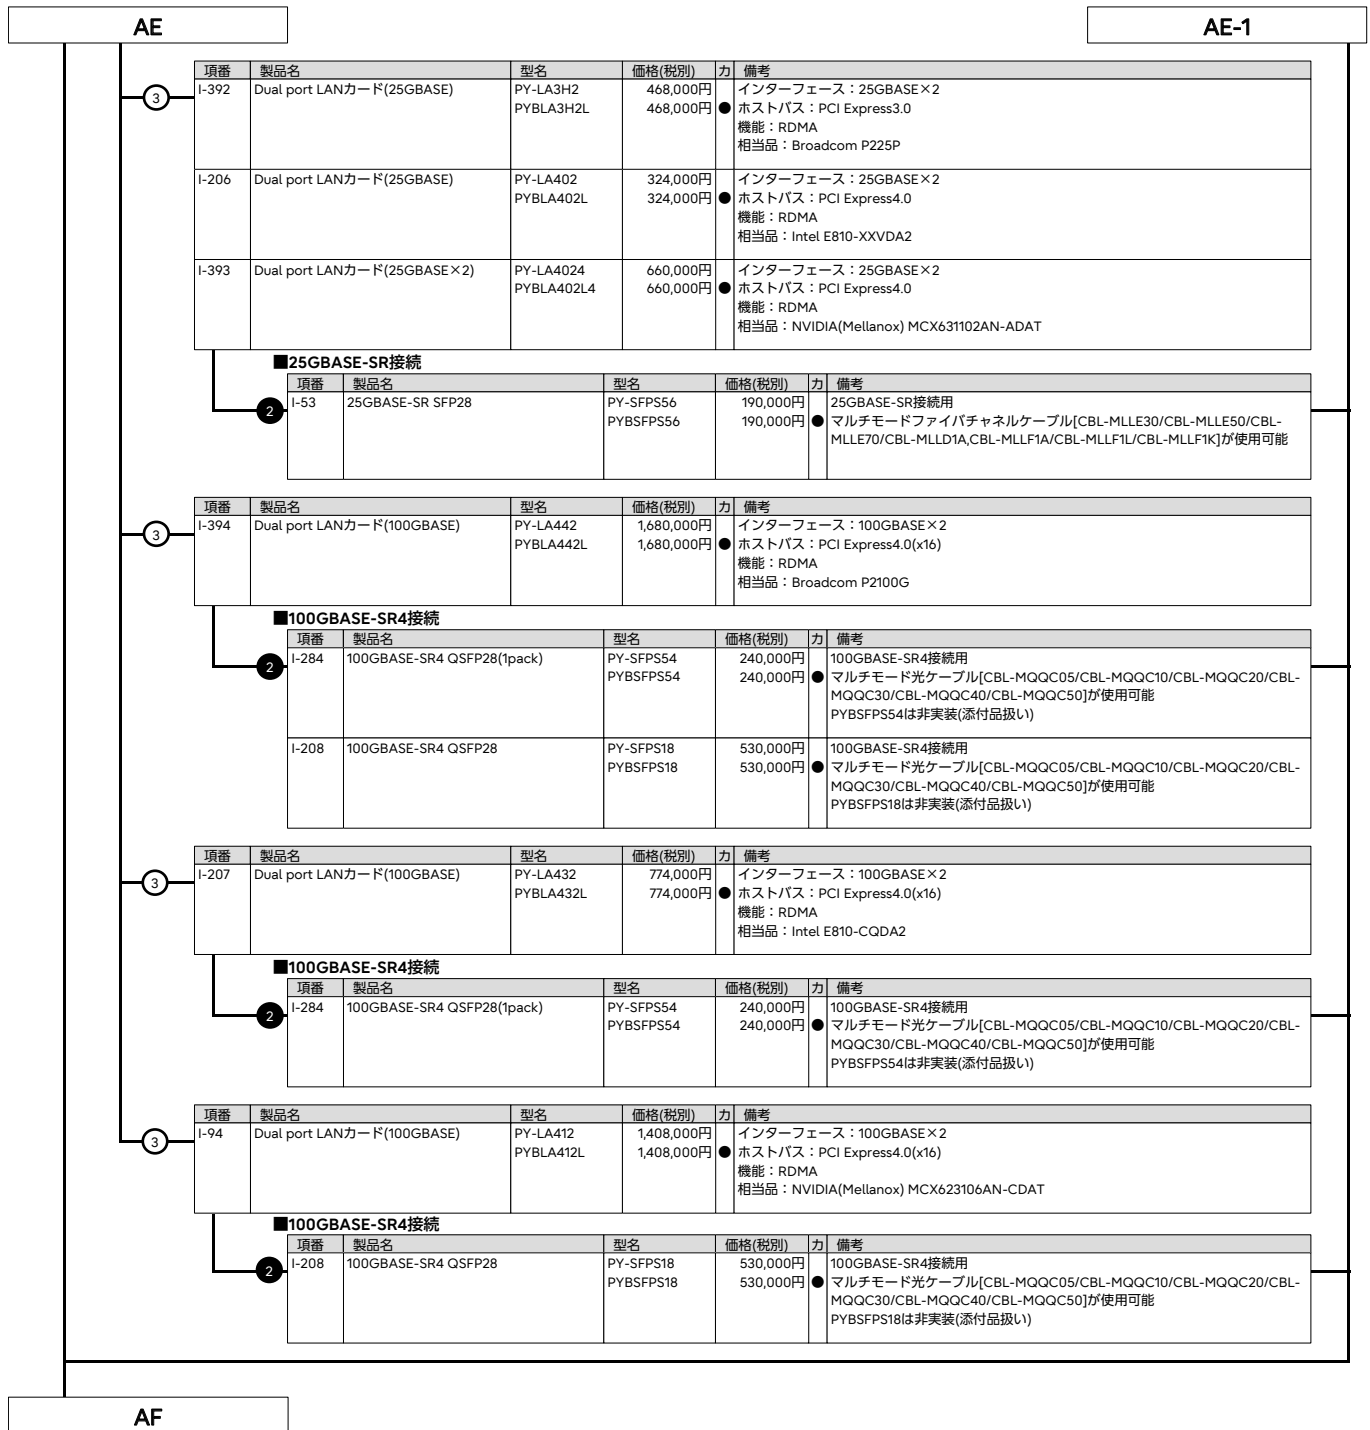 AE
AE-1
項番 製品名 型名 価格(税別) カ 備考
3 I-392 Dual port LANカード(25GBASE) PY-LA3H2 468,000円 インターフェース：25GBASE×2
PYBLA3H2L 468,000円 ● ホストバス：PCI Express3.0
機能：RDMA
相当品：Broadcom P225P
I-206 Dual port LANカード(25GBASE) PY-LA402 324,000円 インターフェース：25GBASE×2
PYBLA402L 324,000円 ● ホストバス：PCI Express4.0
機能：RDMA
相当品：Intel E810-XXVDA2
I-393 Dual port LANカード(25GBASE×2) PY-LA4024 660,000円 インターフェース：25GBASE×2
PYBLA402L4 660,000円 ● ホストバス：PCI Express4.0
機能：RDMA
相当品：NVIDIA(Mellanox) MCX631102AN-ADAT
■25GBASE-SR接続
項番 製品名 型名 価格(税別) カ 備考
2 I-53 25GBASE-SR SFP28 PY-SFPS56 190,000円 25GBASE-SR接続用
PYBSFPS56 190,000円 ● マルチモードファイバチャネルケーブル[CBL-MLLE30/CBL-MLLE50/CBL-
MLLE70/CBL-MLLD1A,CBL-MLLF1A/CBL-MLLF1L/CBL-MLLF1K]が使用可能
項番 製品名 型名 価格(税別) カ 備考
3 I-394 Dual port LANカード(100GBASE) PY-LA442 1,680,000円 インターフェース：100GBASE×2
PYBLA442L 1,680,000円 ● ホストバス：PCI Express4.0(x16)
機能：RDMA
相当品：Broadcom P2100G
■100GBASE-SR4接続
項番 製品名 型名 価格(税別) カ 備考
2 I-284 100GBASE-SR4 QSFP28(1pack) PY-SFPS54 240,000円 100GBASE-SR4接続用
PYBSFPS54 240,000円 ● マルチモード光ケーブル[CBL-MQQC05/CBL-MQQC10/CBL-MQQC20/CBL-
MQQC30/CBL-MQQC40/CBL-MQQC50]が使用可能
PYBSFPS54は非実装(添付品扱い)
I-208 100GBASE-SR4 QSFP28 PY-SFPS18 530,000円 100GBASE-SR4接続用
PYBSFPS18 530,000円 ● マルチモード光ケーブル[CBL-MQQC05/CBL-MQQC10/CBL-MQQC20/CBL-
MQQC30/CBL-MQQC40/CBL-MQQC50]が使用可能
PYBSFPS18は非実装(添付品扱い)
項番 製品名 型名 価格(税別) カ 備考
3 I-207 Dual port LANカード(100GBASE) PY-LA432 774,000円 インターフェース：100GBASE×2
PYBLA432L 774,000円 ● ホストバス：PCI Express4.0(x16)
機能：RDMA
相当品：Intel E810-CQDA2
■100GBASE-SR4接続
項番 製品名 型名 価格(税別) カ 備考
2 I-284 100GBASE-SR4 QSFP28(1pack) PY-SFPS54 240,000円 100GBASE-SR4接続用
PYBSFPS54 240,000円 ● マルチモード光ケーブル[CBL-MQQC05/CBL-MQQC10/CBL-MQQC20/CBL-
MQQC30/CBL-MQQC40/CBL-MQQC50]が使用可能
PYBSFPS54は非実装(添付品扱い)
項番 製品名 型名 価格(税別) カ 備考
3 I-94 Dual port LANカード(100GBASE) PY-LA412 1,408,000円 インターフェース：100GBASE×2
PYBLA412L 1,408,000円 ● ホストバス：PCI Express4.0(x16)
機能：RDMA
相当品：NVIDIA(Mellanox) MCX623106AN-CDAT
■100GBASE-SR4接続
項番 製品名 型名 価格(税別) カ 備考
2 I-208 100GBASE-SR4 QSFP28 PY-SFPS18 530,000円 100GBASE-SR4接続用
PYBSFPS18 530,000円 ● マルチモード光ケーブル[CBL-MQQC05/CBL-MQQC10/CBL-MQQC20/CBL-
MQQC30/CBL-MQQC40/CBL-MQQC50]が使用可能
PYBSFPS18は非実装(添付品扱い)
AF